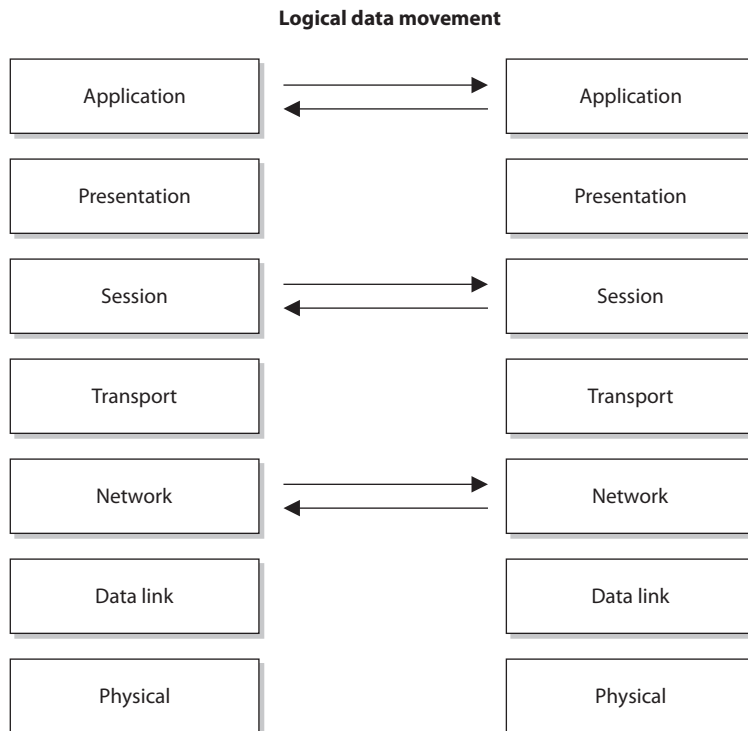 Logical data movement
Application
Application
Presentation
Presentation
Session
Session
Transport
Transport
Network
Network
Data link
Data link
Physical
Physical